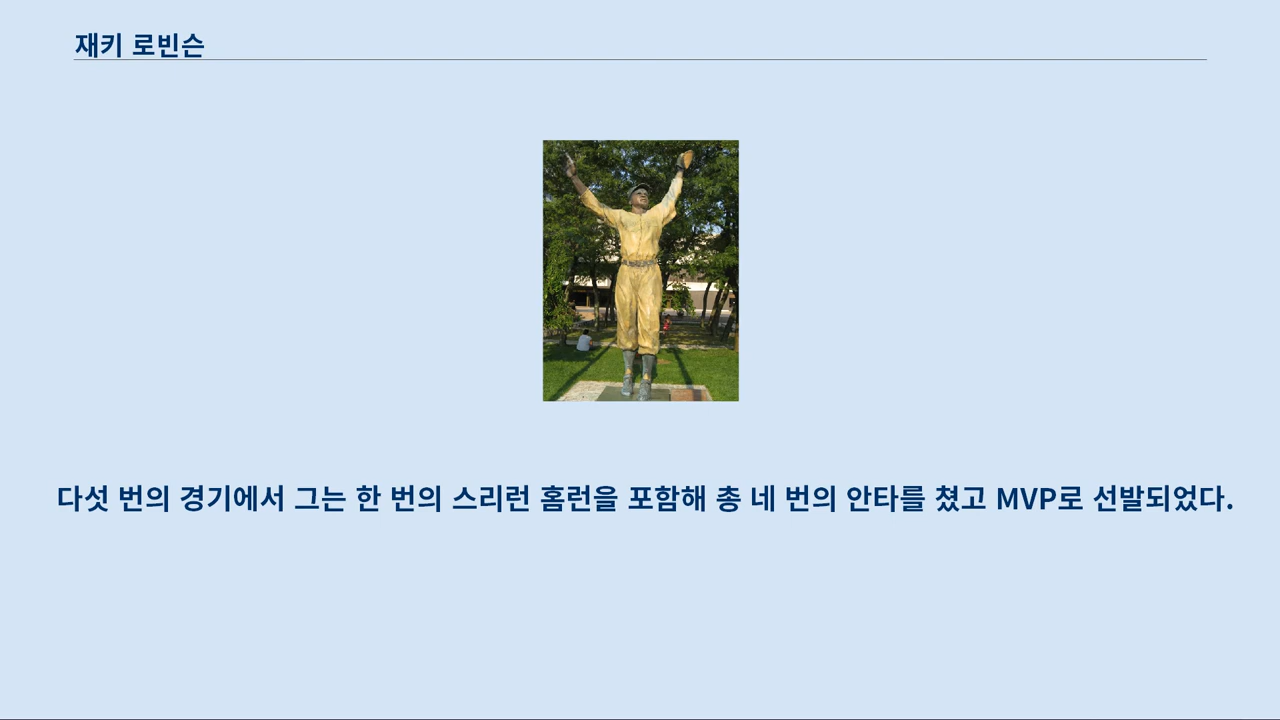 재키 로빈슨
다섯 번의 경기에서 그는 한 번의 스리런 홈런을 포함해 총 네 번의 안타를 쳤고 MVP로 선발되었다.